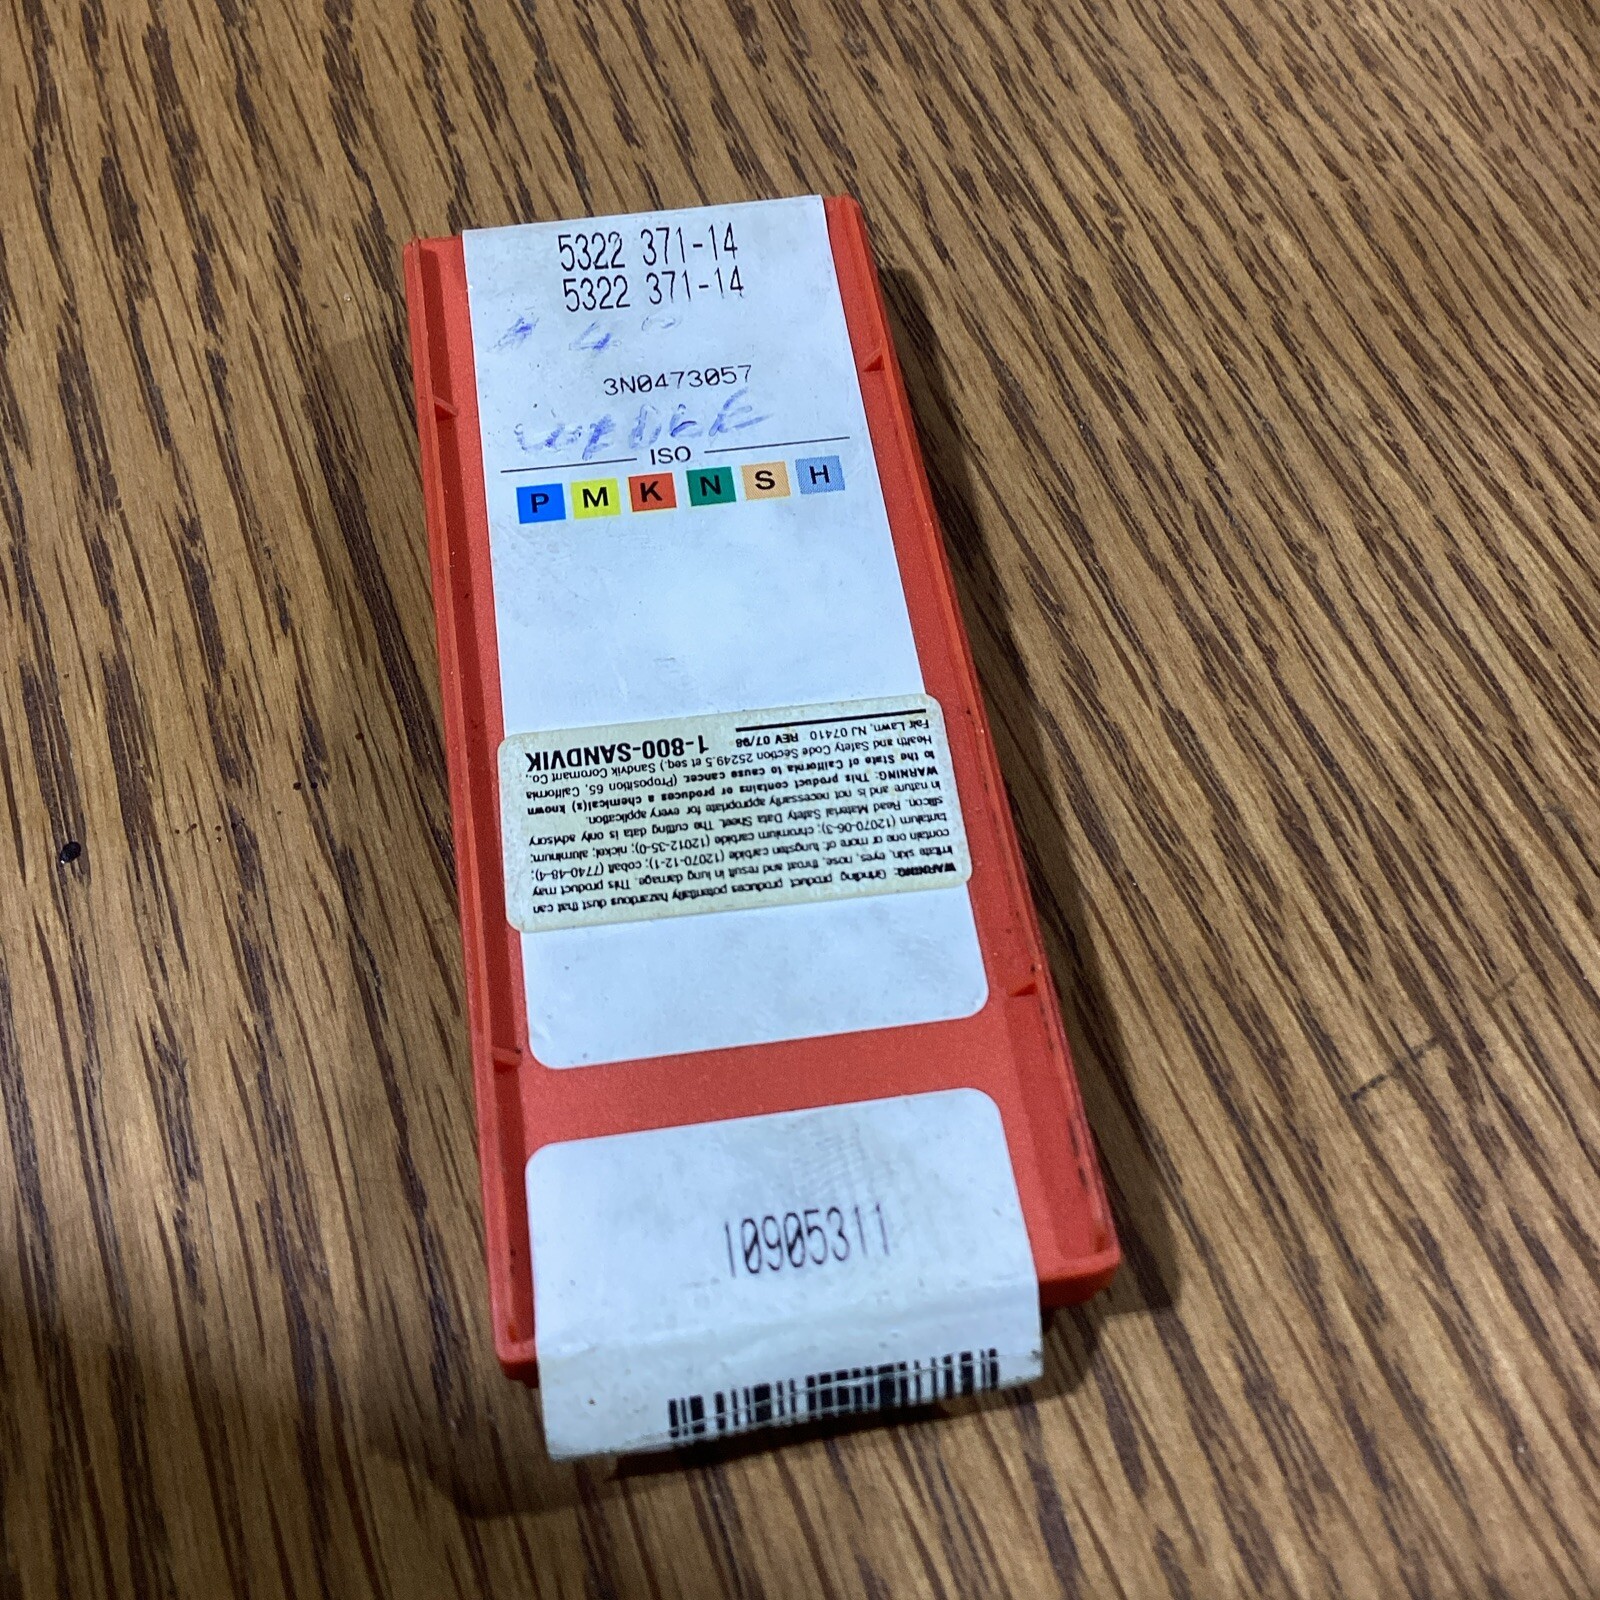 5322 371-14
5322 371-14
# 4
3N0473057
ISO
P M K N S H
WARNING: Grinding product produces potentially hazardous dust that can
irritate skin, eyes, nose, throat and result in lung damage. This product may
contain one or more of: tungsten carbide (12070-12-1); cobalt (7740-48-4);
tantalum (12070-06-3); chromium carbide (12012-35-0); nickel; aluminum;
silicon. Read Material Safety Data Sheet. The cutting data is only advisory
in nature and is not necessarily appropriate for every application.
WARNING: This product contains or produces a chemical(s) known
to the State of California to cause cancer. (Proposition 65, California
Health and Safety Code Section 25249.5 et seq.) Sandvik Coromant Co.,
Fair Lawn, NJ 07410 REV 07/98
1-800-SANDVIK
10905311